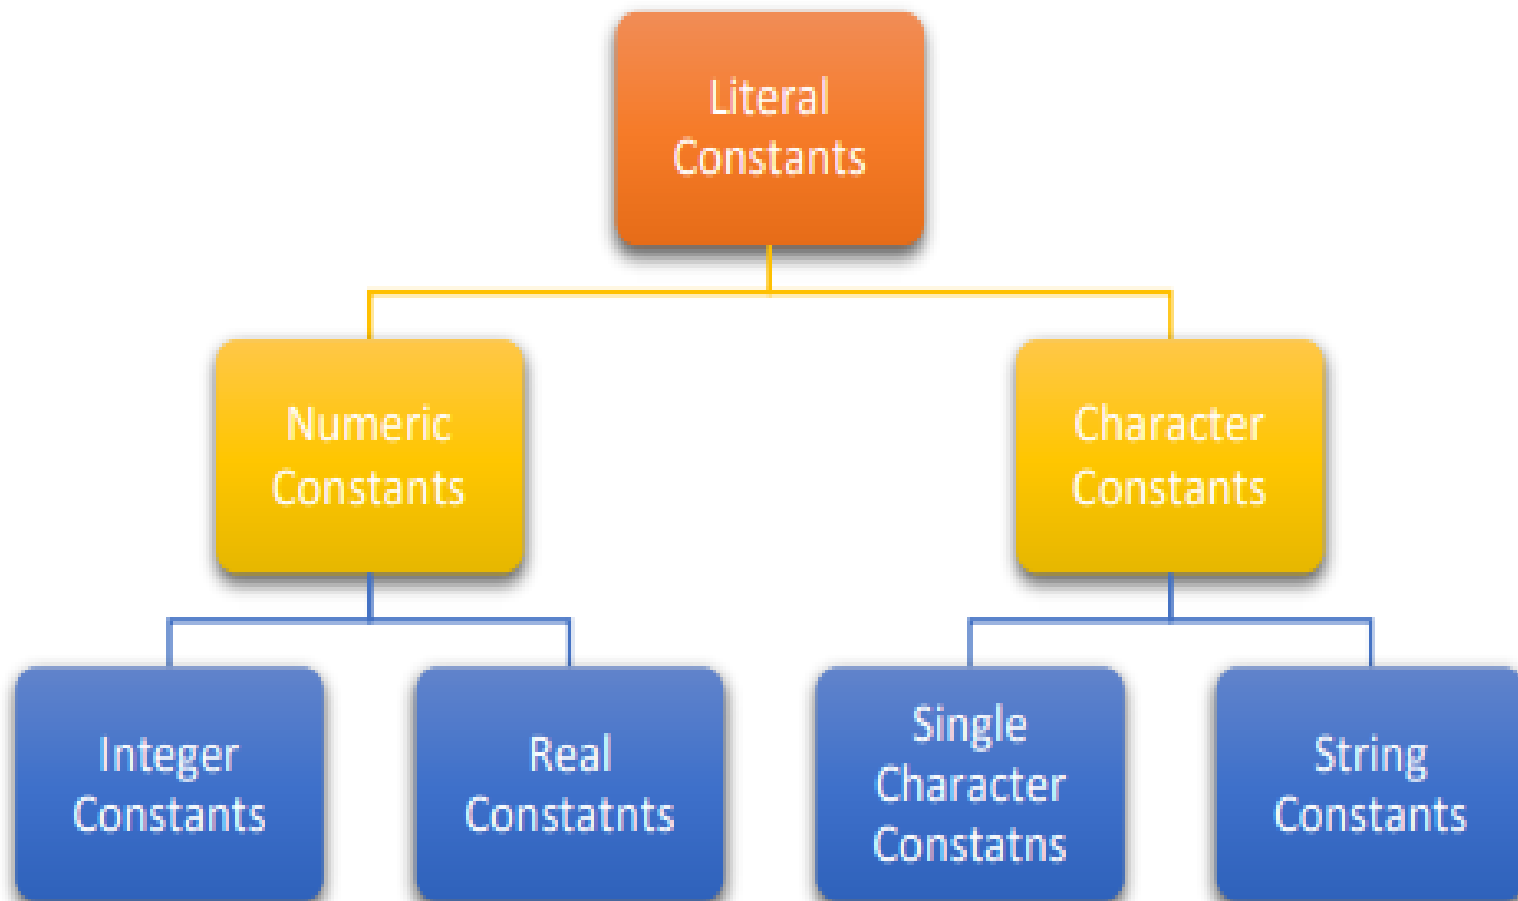 Literal
Constants
Numeric
Constants
Character
Constants
Integer
Constants
Real
Constatnts
Single
Character
Constatns
String
Constants